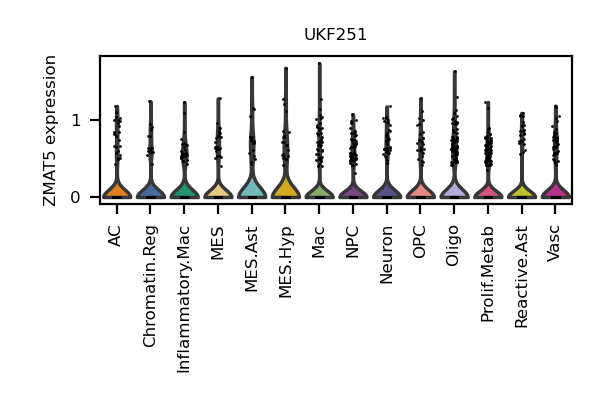 UKF251
ZMAT5 expression
1
0
AC
Chromatin.Reg
Inflammatory.Mac
MES
MES.Ast
MES.Hyp
Mac
NPC
Neuron
OPC
Oligo
Prolif.Metab
Reactive.Ast
Vasc